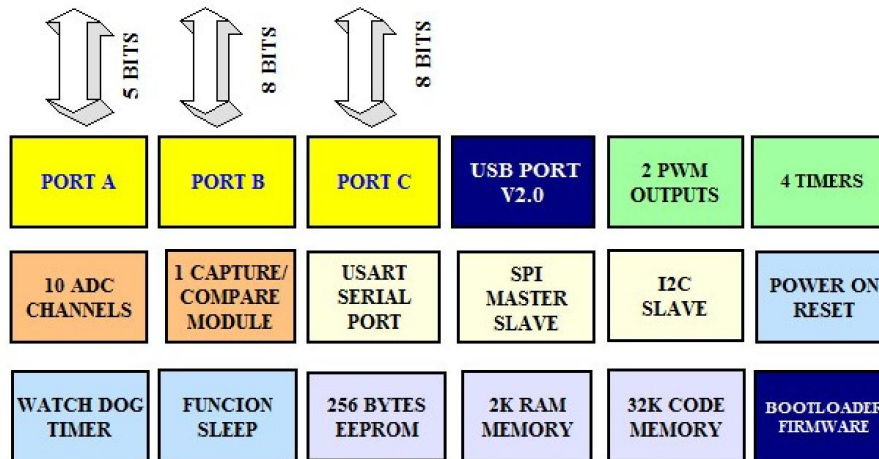 5 BITS
8 BITS
8 BITS
PORT A
PORT B
PORT C
USB PORT
V2.0
2 PWM
OUTPUTS
4 TIMERS
10 ADC
CHANNELS
1 CAPTURE/
COMPARE
MODULE
USART
SERIAL
PORT
SPI
MASTER
SLAVE
I2C
SLAVE
POWER ON
RESET
WATCH DOG
TIMER
FUNCION
SLEEP
256 BYTES
EEPROM
2K RAM
MEMORY
32K CODE
MEMORY
BOOTLOADER
FIRMWARE